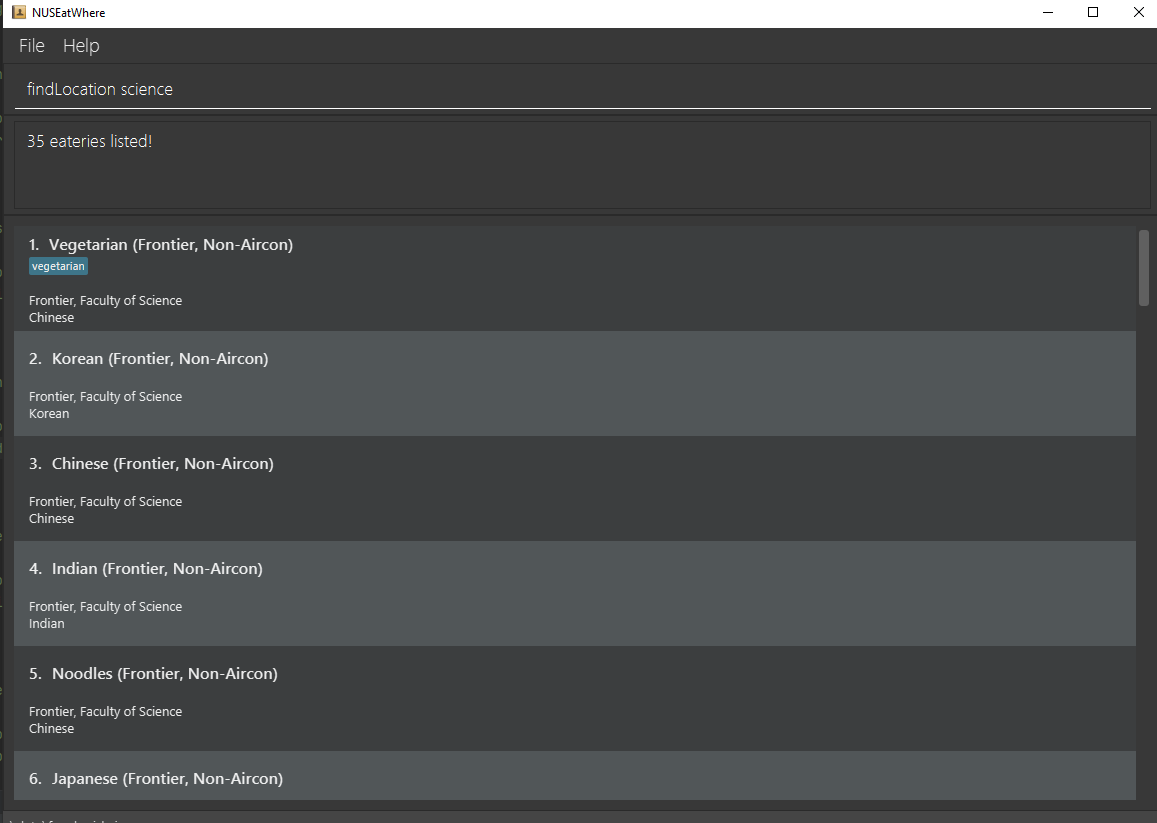 NUSEatWhere
File Help
findLocation science
35 eateries listed!
1. Vegetarian (Frontier, Non-Aircon)
vegetarian
Frontier, Faculty of Science
Chinese
2. Korean (Frontier, Non-Aircon)
Frontier, Faculty of Science
Korean
3. Chinese (Frontier, Non-Aircon)
Frontier, Faculty of Science
Chinese
4. Indian (Frontier, Non-Aircon)
Frontier, Faculty of Science
Indian
5. Noodles (Frontier, Non-Aircon)
Frontier, Faculty of Science
Chinese
6. Japanese (Frontier, Non-Aircon)